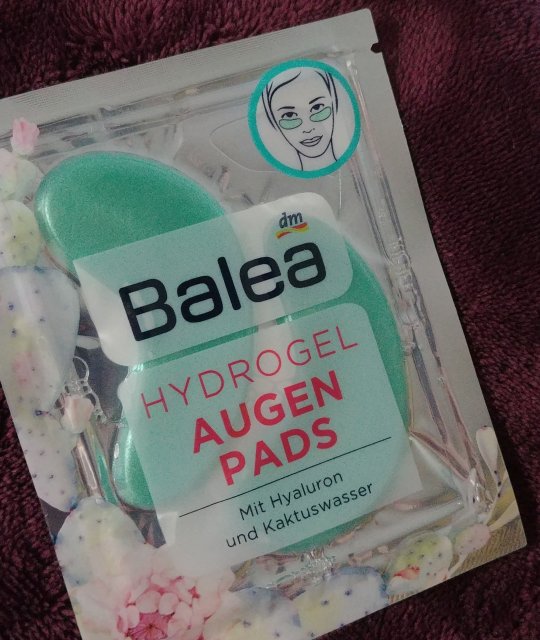 dm
Balea
HYDROGEL
AUGEN
PADS
Mit Hyaluron
und Kaktuswasser